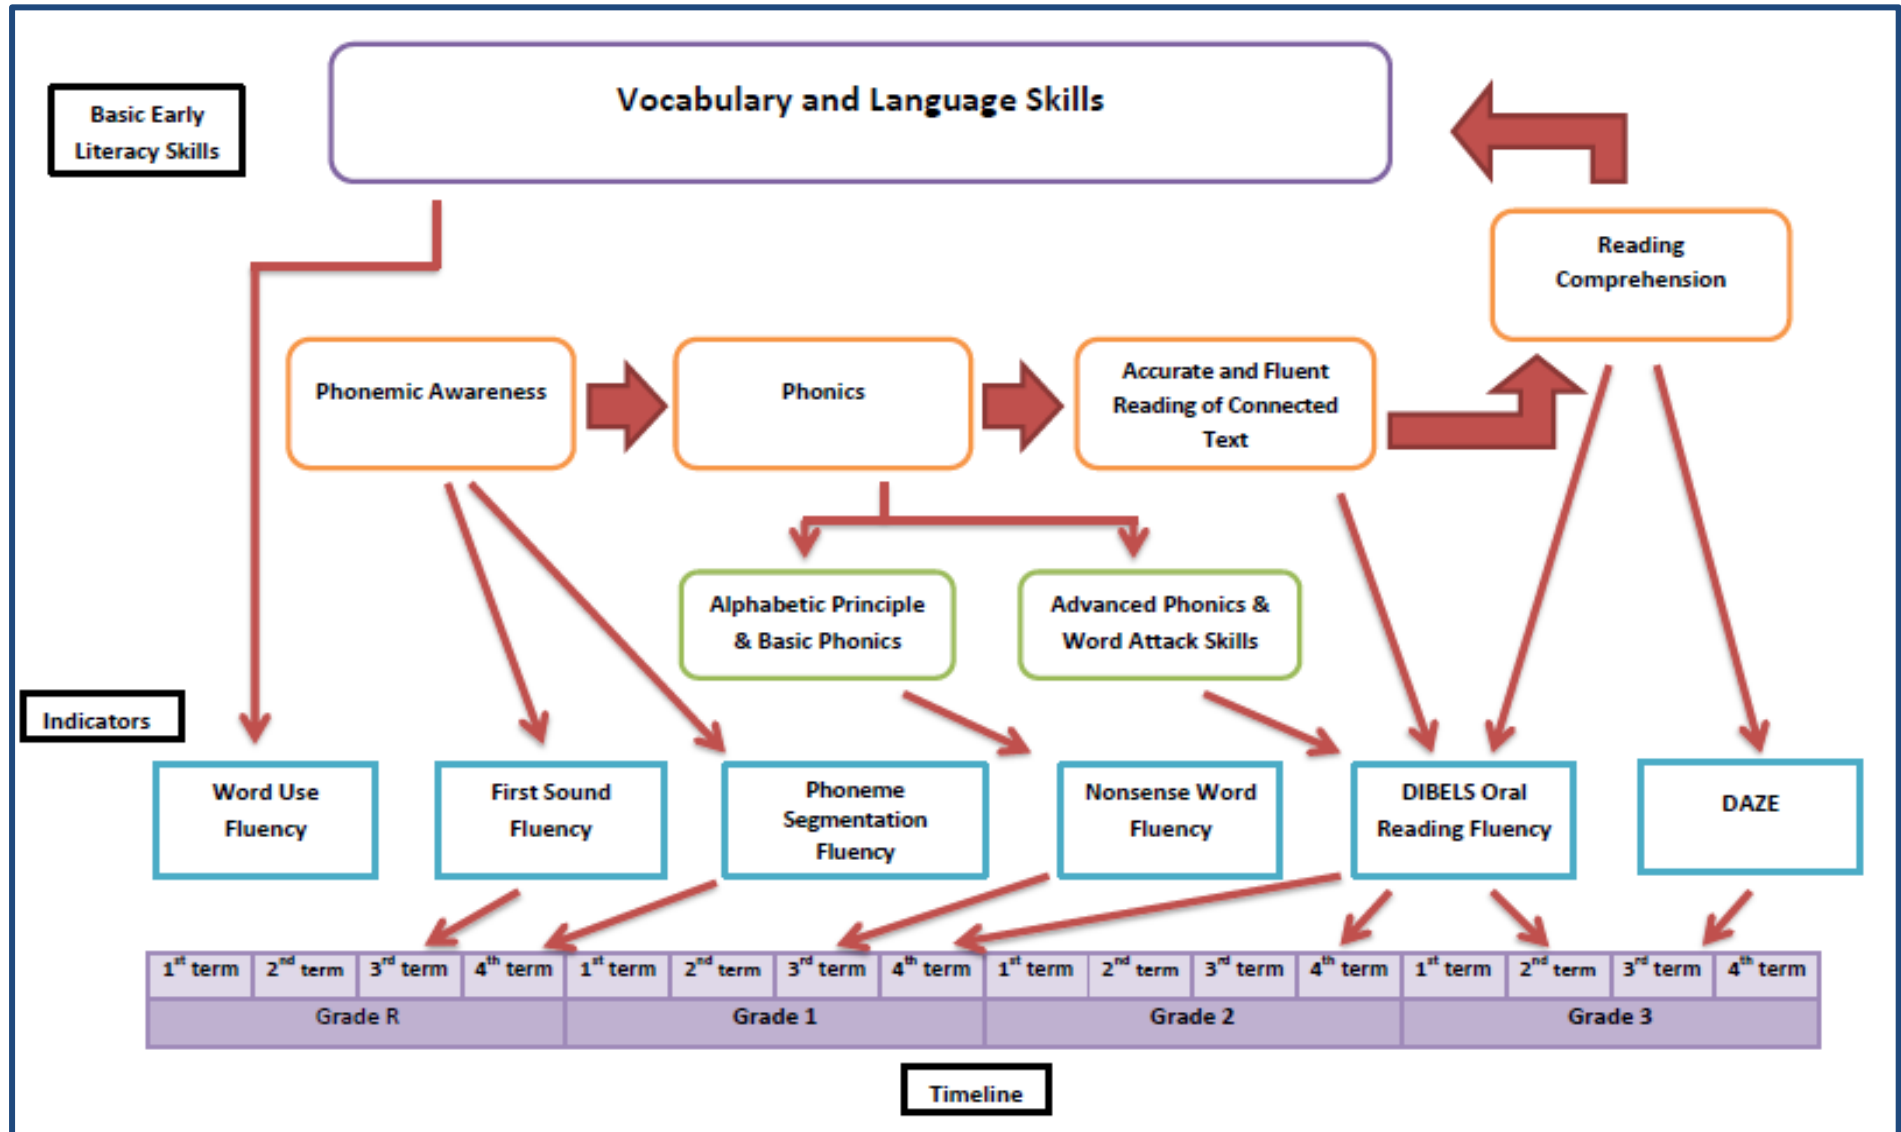 Vocabulary and Language Skills
Basic Early
Literacy Skills
Reading
Comprehension
Phonemic Awareness
Phonics
Accurate and Fluent
Reading of Connected
Text
Alphabetic Principle
& Basic Phonics
Advanced Phonics &
Word Attack Skills
Indicators
Word Use
Fluency
First Sound
Fluency
Phoneme
Segmentation
Fluency
Nonsense Word
Fluency
DIBELS Oral
Reading Fluency
DAZE
1st term 2nd term 3rd term 4th term 1st term 2nd term 3rd term 4th term 1st term 2nd term 3rd term 4th term 1st term 2nd term 3rd term 4th term
Grade R Grade 1 Grade 2 Grade 3
Timeline